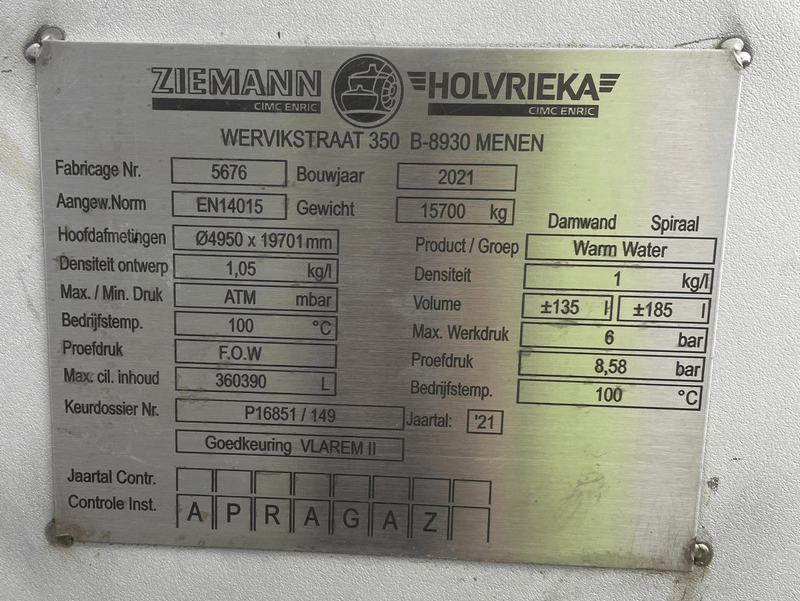 ZIEMANN HOLVRIEKA
CIMC ENRIC CIMC ENRIC
WERVIKSTRAAT 350 B-8930 MENEN
Fabricage Nr. 5676 Bouwjaar 2021
Aangew.Norm EN14015 Gewicht 15700 kg
Damwand Spiraal
Hoofdafmetingen Ø4950 x 19701 mm Product / Groep Warm Water
Densiteit ontwerp 1,05 kg/l Densiteit 1 kg/l
Max. / Min. Druk ATM mbar Volume ±135 l ±185 l
Bedrijfstemp. 100 °C Max. Werkdruk 6 bar
Proefdruk F.O.W Proefdruk 8,58 bar
Max. cil. inhoud 360390 L Bedrijfstemp. 100 °C
Keurdossier Nr. P16851 / 149 Jaartal: '21
Goedkeuring VLAREM II
Jaartal Contr.
Controle Inst. A P R A G A Z